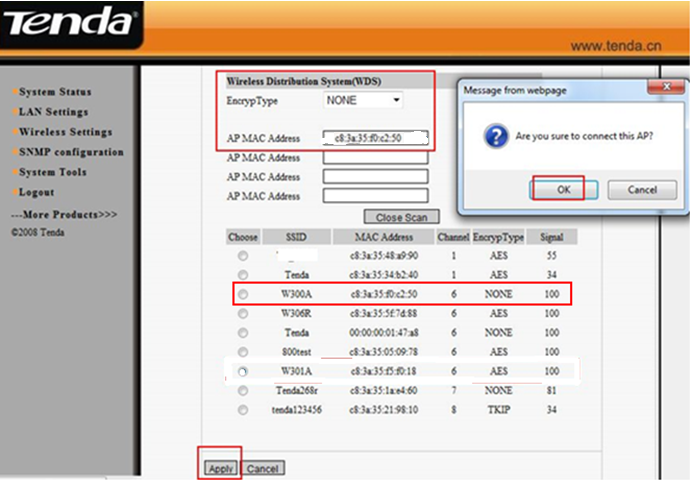 Tenda®
www.tenda.cn
System Status
LAN Settings
Wireless Settings
SNMP configuration
System Tools
Logout
---More Products>>>
©2008 Tenda
Wireless Distribution System(WDS)
EncrypType NONE
AP MAC Address c8:3a:35:f0:c2:50
AP MAC Address
AP MAC Address
AP MAC Address
Close Scan
Message from webpage
Are you sure to connect this AP?
OK Cancel
Choose SSID MAC Address Channel EncrypType Signal
c8:3a:35:48:a9:90 1 AES 55
Tenda c8:3a:35:34:b2:40 1 AES 34
W300A c8:3a:35:f0:c2:50 6 NONE 100
W306R c8:3a:35:5f:7d:88 6 AES 100
Tenda 00:00:00:01:47:a8 6 NONE 100
800test c8:3a:35:05:09:78 6 AES 100
W301A c8:3a:35:f5:f0:18 6 AES 100
Tenda268r c8:3a:35:1a:e4:60 7 NONE 81
tenda123456 c8:3a:35:21:98:10 8 TKIP 34
Apply Cancel